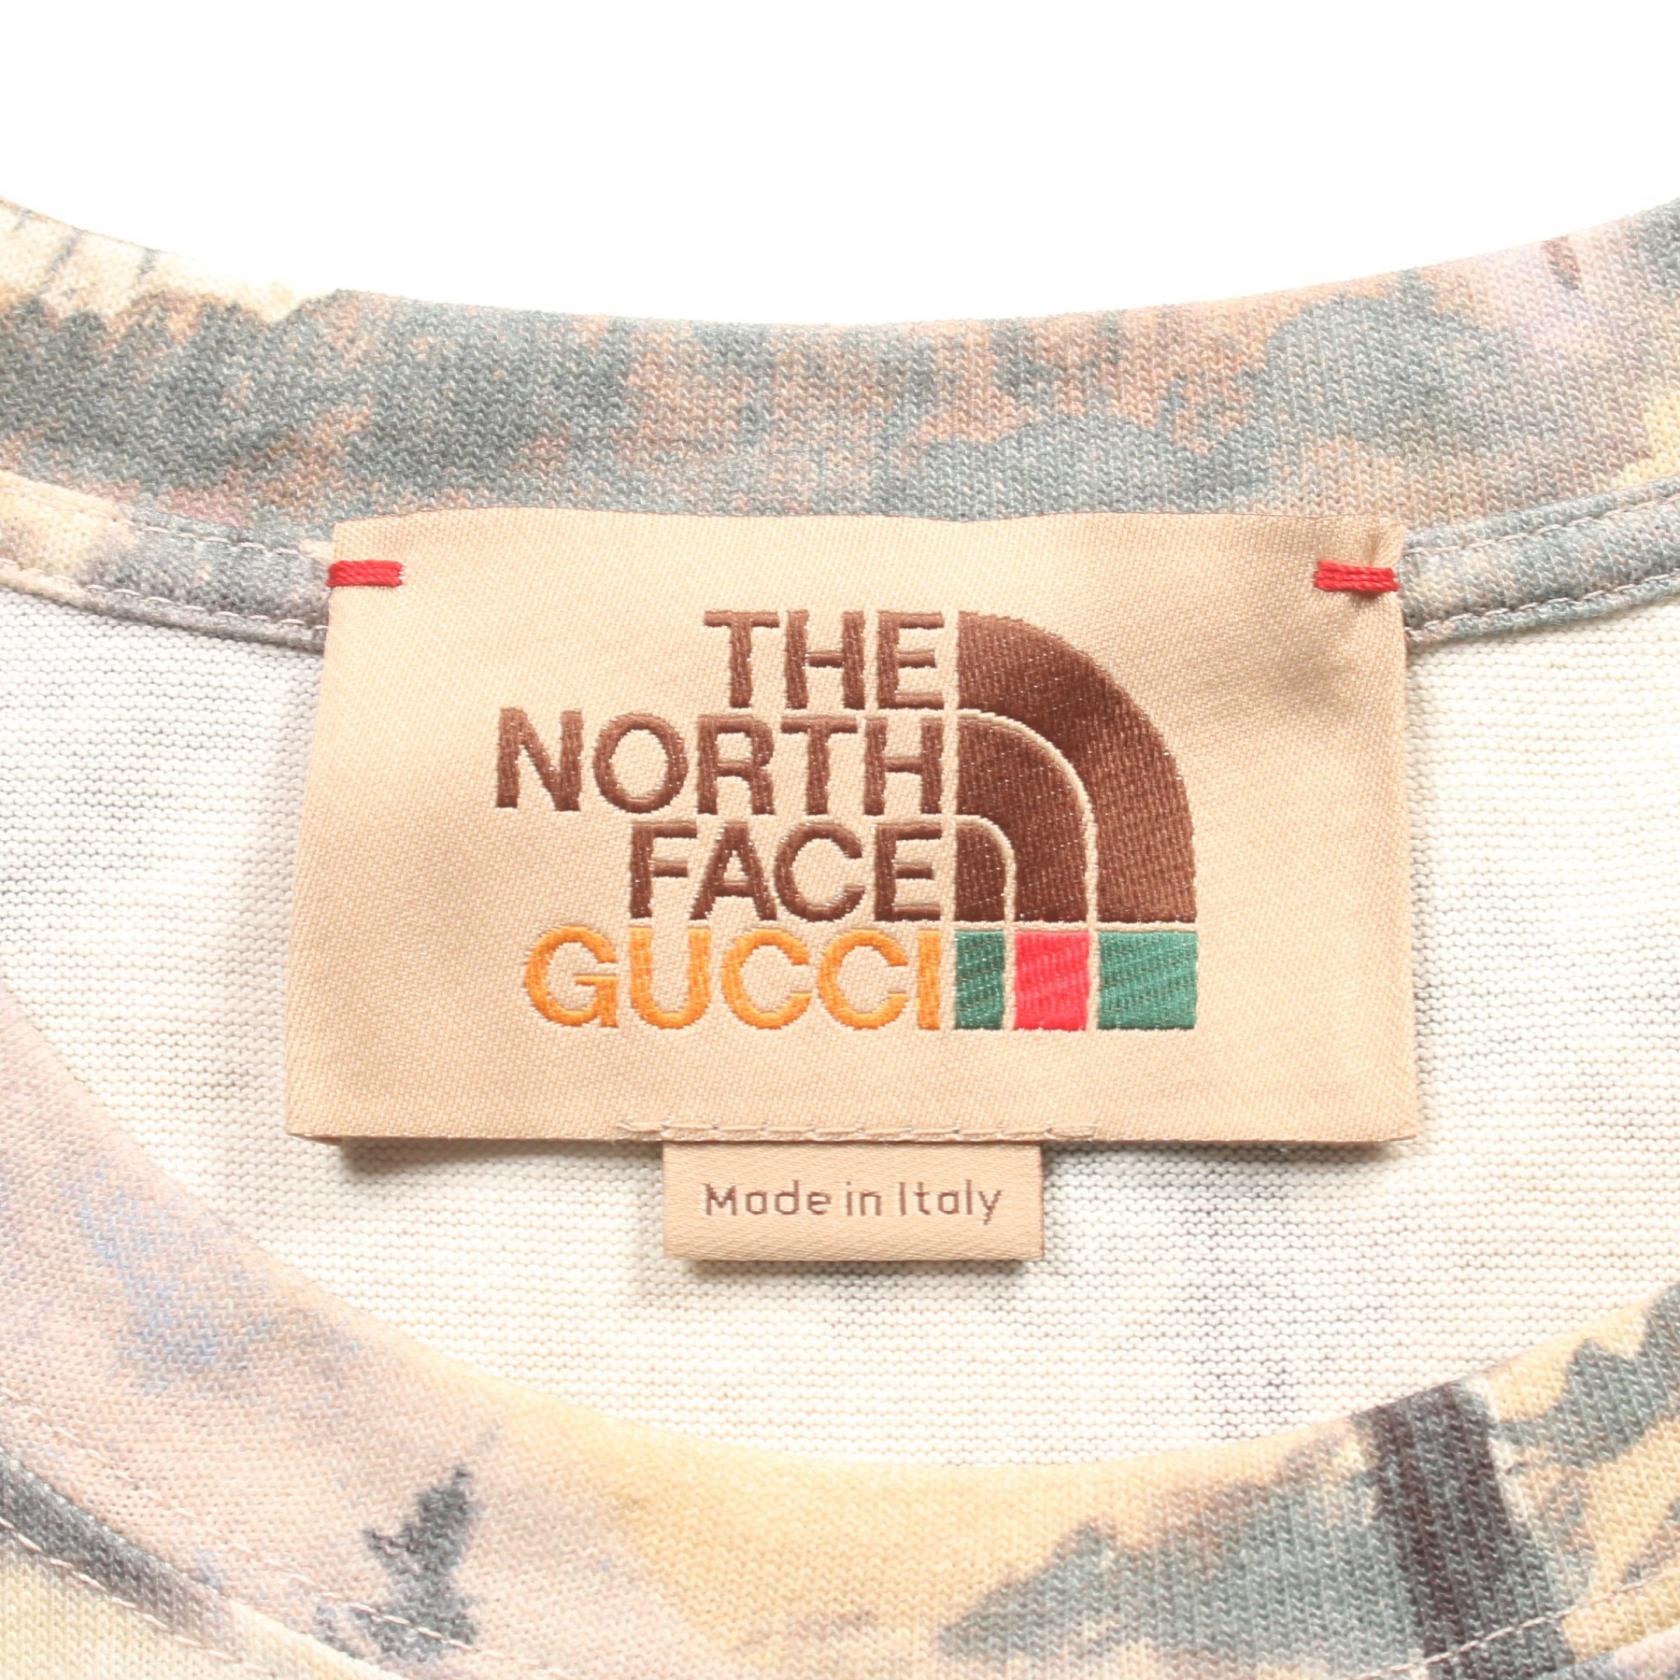 THE
NORTH
FACE
GUCCI
Made in Italy